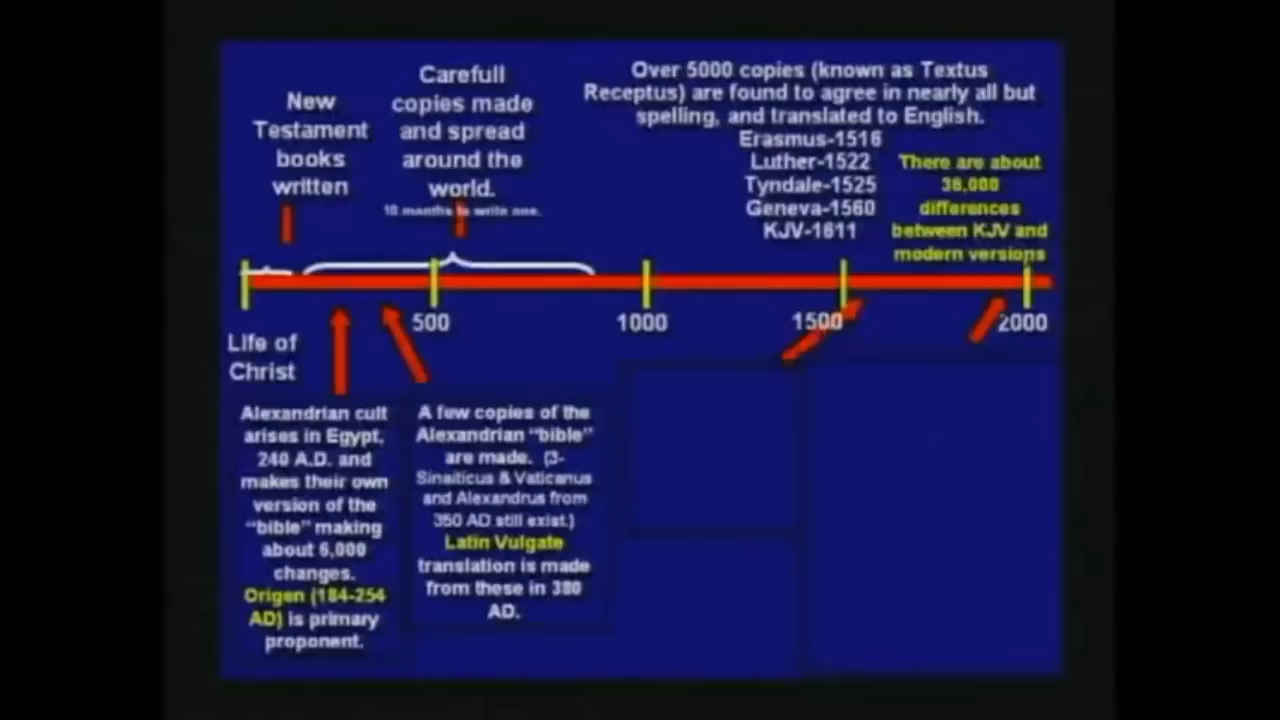 New
Testament
books
written
Carefull
copies made
and spread
around the
world.
10 months to write one.
Over 5000 copies (known as Textus
Receptus) are found to agree in nearly all but
spelling, and translated to English.
Erasmus-1516
Luther-1522
Tyndale-1525
Geneva-1560
KJV-1611
There are about
36,000
differences
between KJV and
modern versions
500
1000
1500
2000
Life of
Christ
Alexandrian cult
arises in Egypt,
240 A.D. and
makes their own
version of the
"bible" making
about 6,000
changes.
Origen (184-254
AD) is primary
proponent.
A few copies of the
Alexandrian "bible"
are made. (3-
Sinaiticus & Vaticanus
and Alexandrus from
350 AD still exist.)
Latin Vulgate
translation is made
from these in 380
AD.